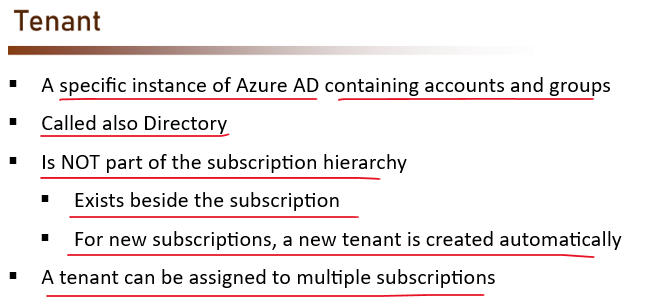 Tenant
▪ A specific instance of Azure AD containing accounts and groups
▪ Called also Directory
▪ Is NOT part of the subscription hierarchy
▪ Exists beside the subscription
▪ For new subscriptions, a new tenant is created automatically
▪ A tenant can be assigned to multiple subscriptions